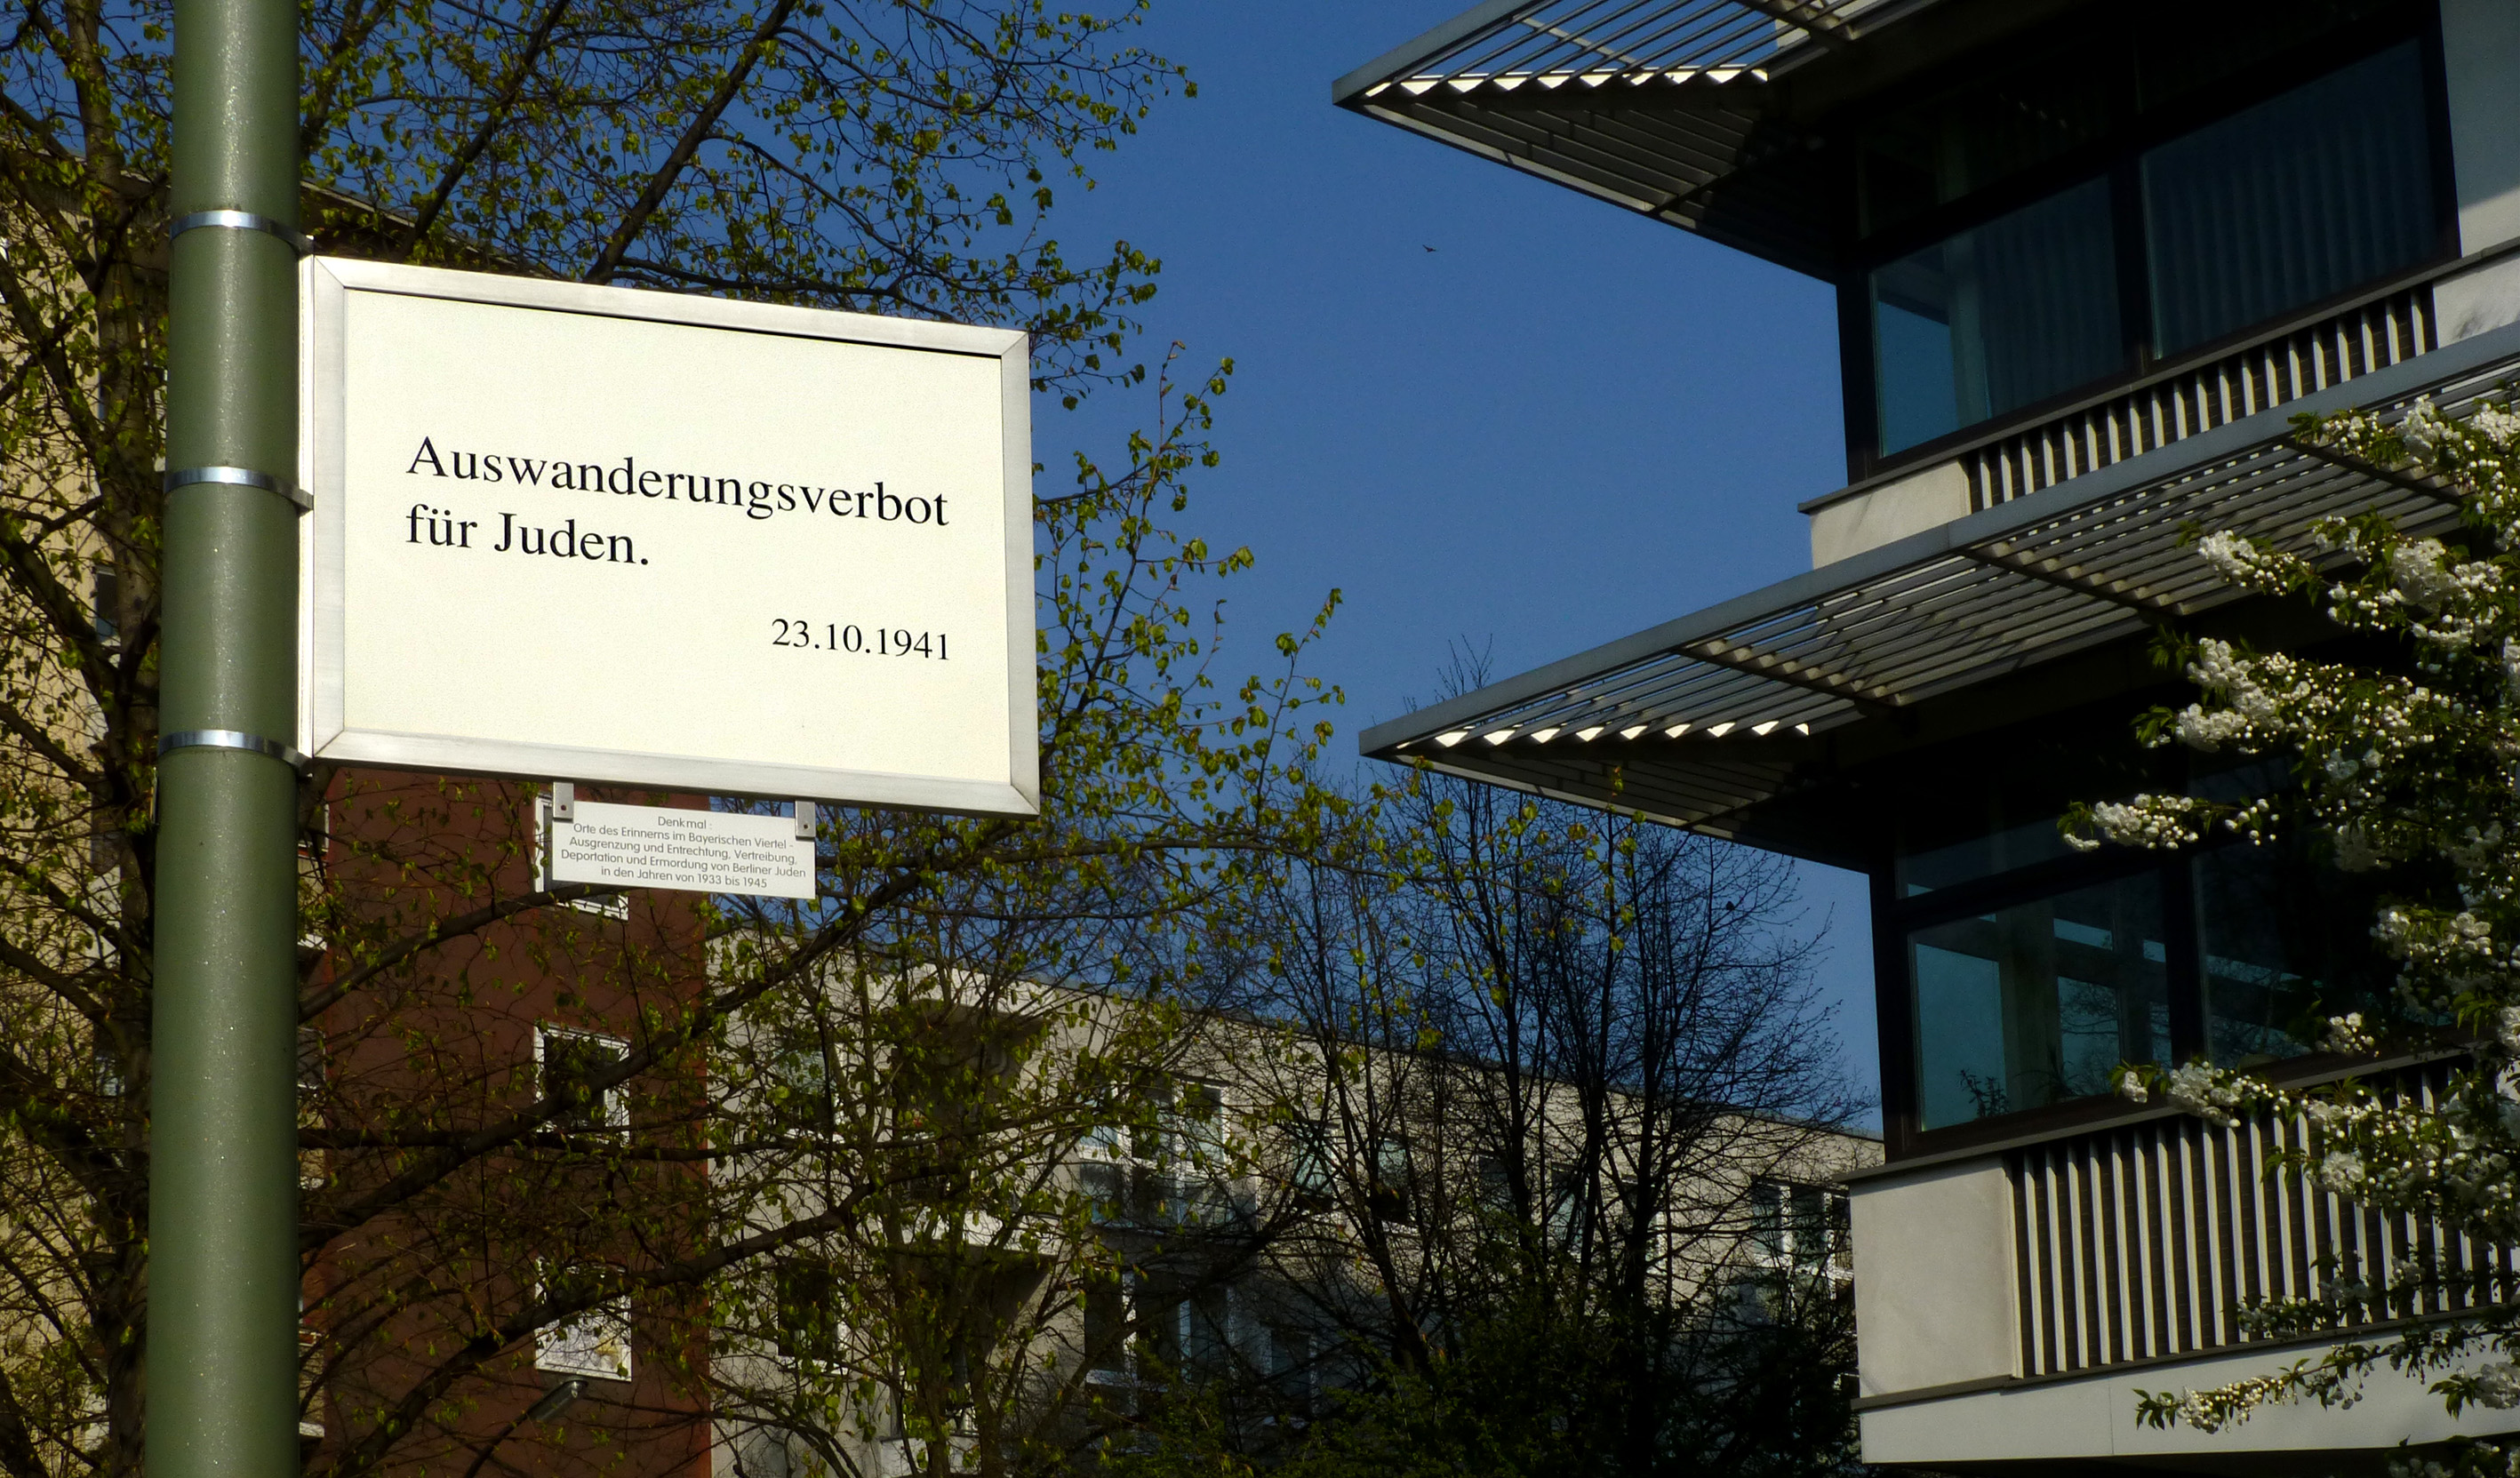 Auswanderungsverbot
für Juden.
23.10.1941
Denkmal :
Orte des Erinnerns im Bayerischen Viertel -
Ausgrenzung und Entrechtung, Vertreibung,
Deportation und Ermordung von Berliner Juden
in den Jahren von 1933 bis 1945